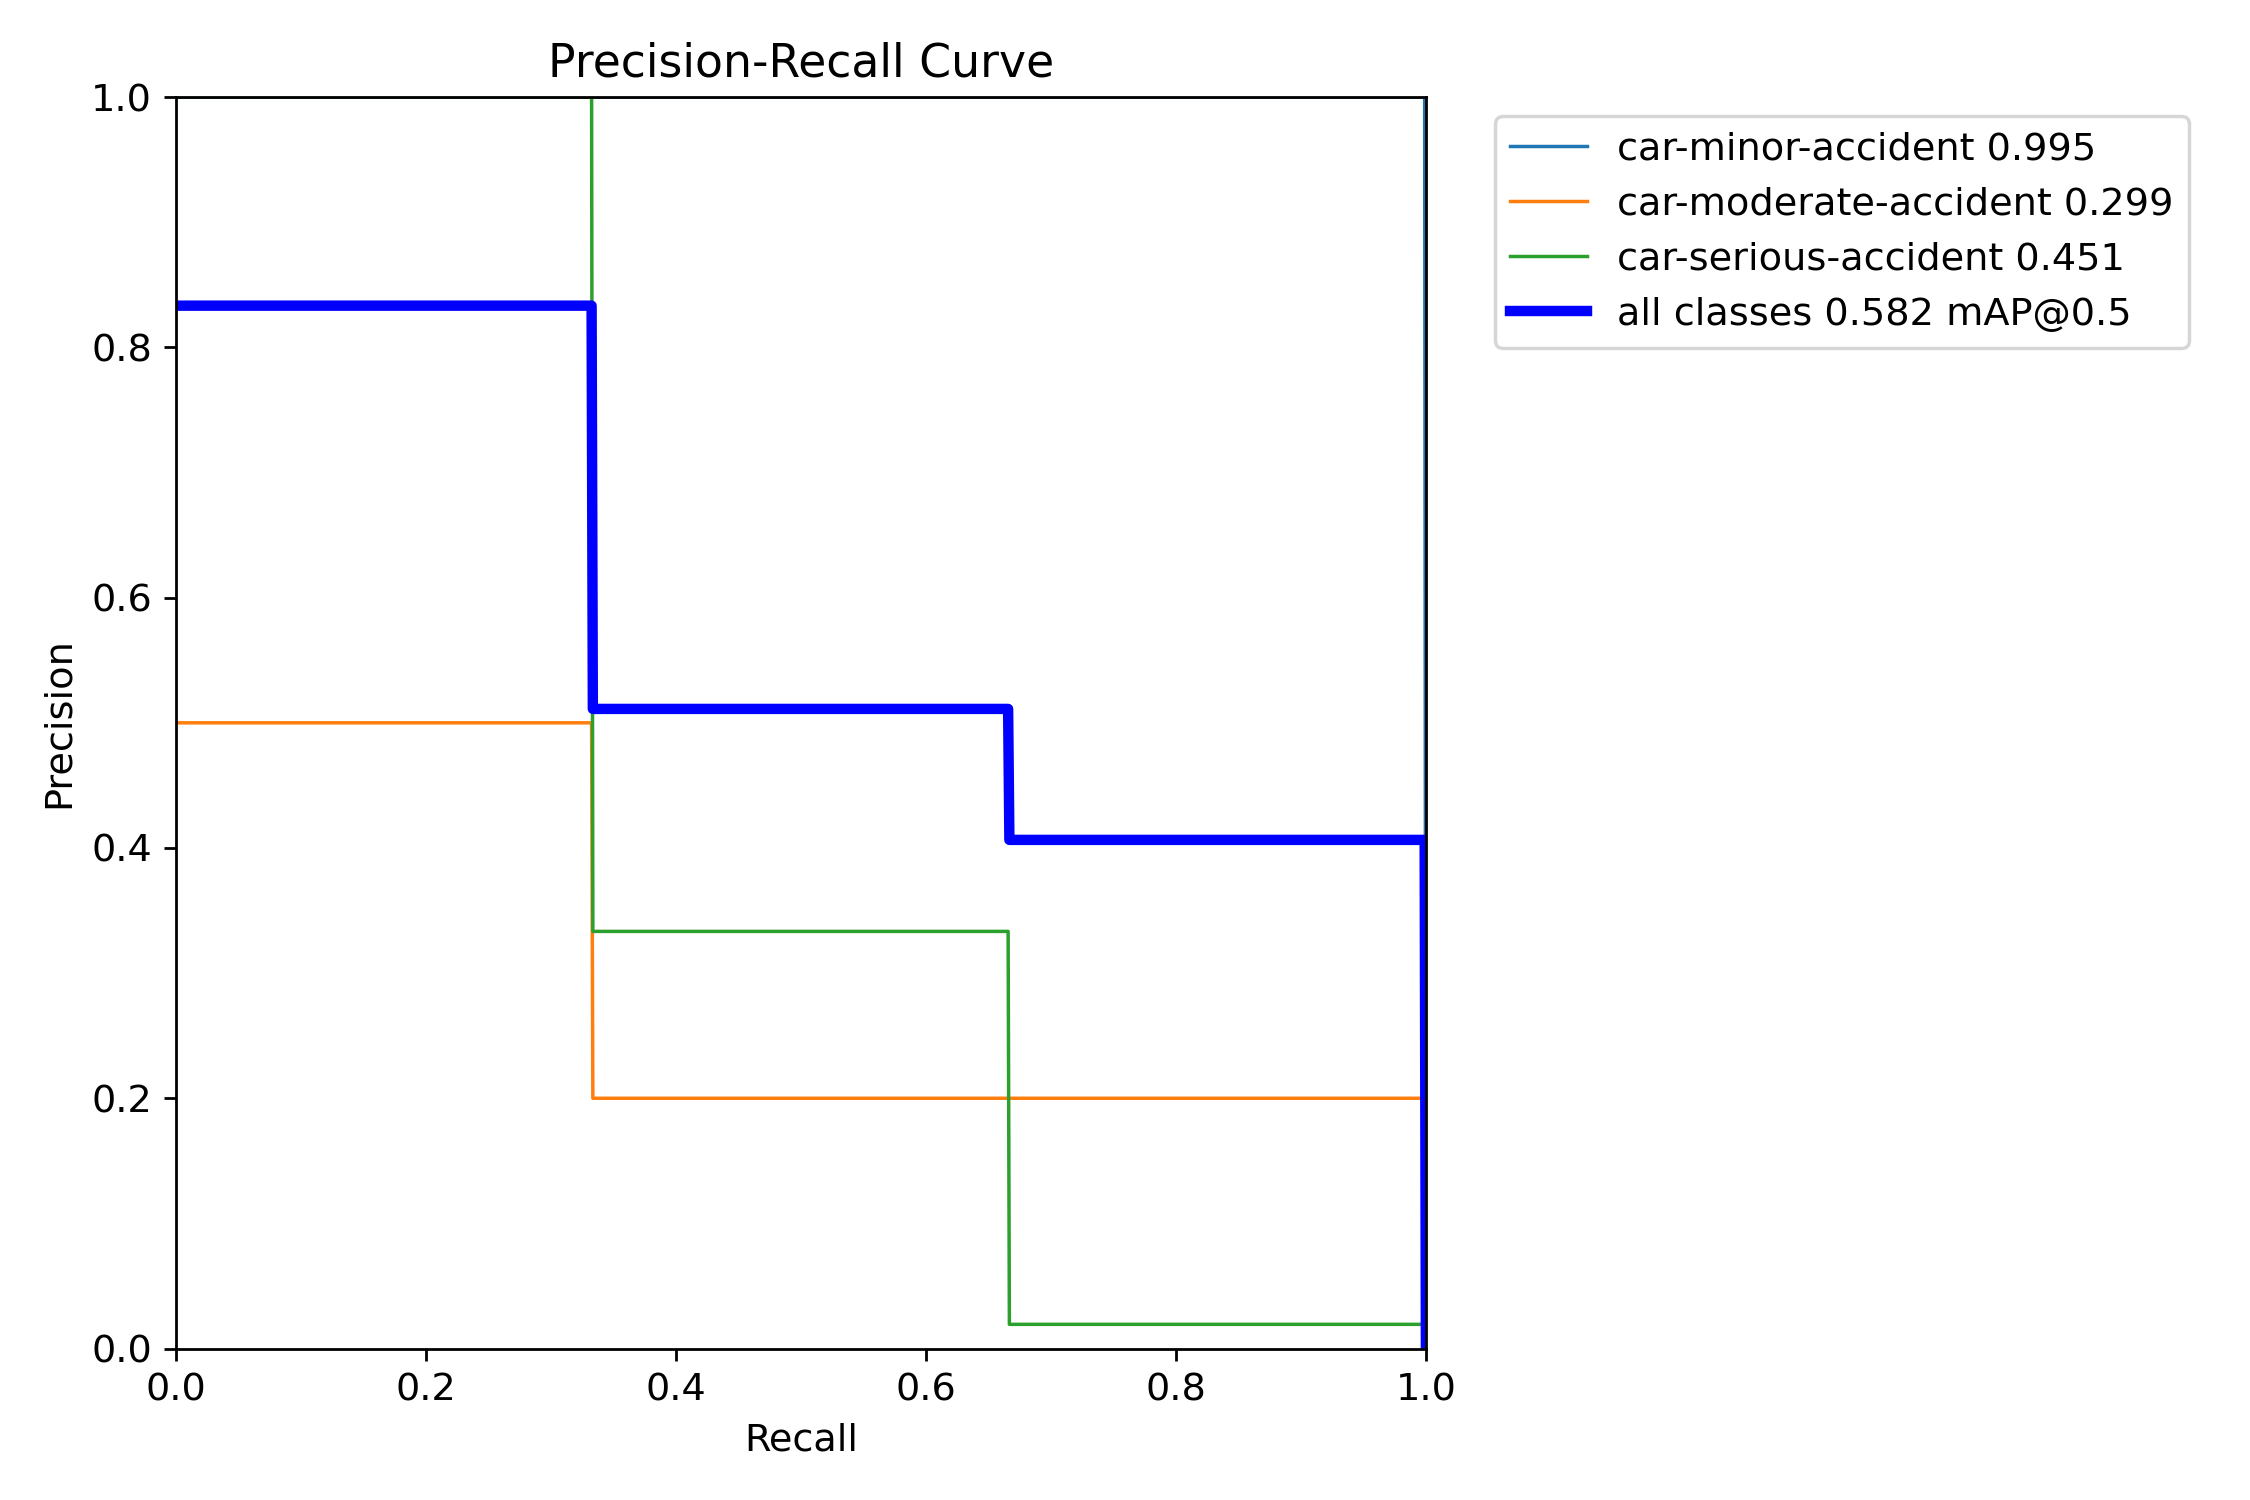 Precision-Recall Curve
car-minor-accident 0.995
car-moderate-accident 0.299
car-serious-accident 0.451
all classes 0.582 mAP@0.5
Precision
1.0
0.8
0.6
0.4
0.2
0.0
0.0 0.2 0.4 0.6 0.8 1.0
Recall